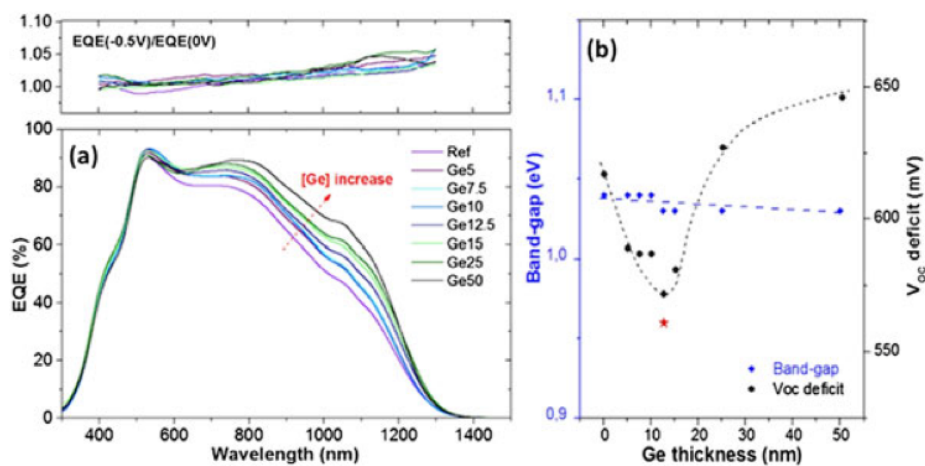 EQE(-0.5V)/EQE(0V)
1.10
1.05
1.00
(a)
100
80
60
40
20
0
EQE (%)
Ref
Ge5
Ge7.5
Ge10
Ge12.5
Ge15
Ge25
Ge50
[Ge] increase
400
600
800
1000
1200
1400
Wavelength (nm)
(b)
1,1
1,0
0,9
Band-gap (eV)
650
600
550
V_OC deficit (mV)
Band-gap
Voc deficit
0
10
20
30
40
50
Ge thickness (nm)